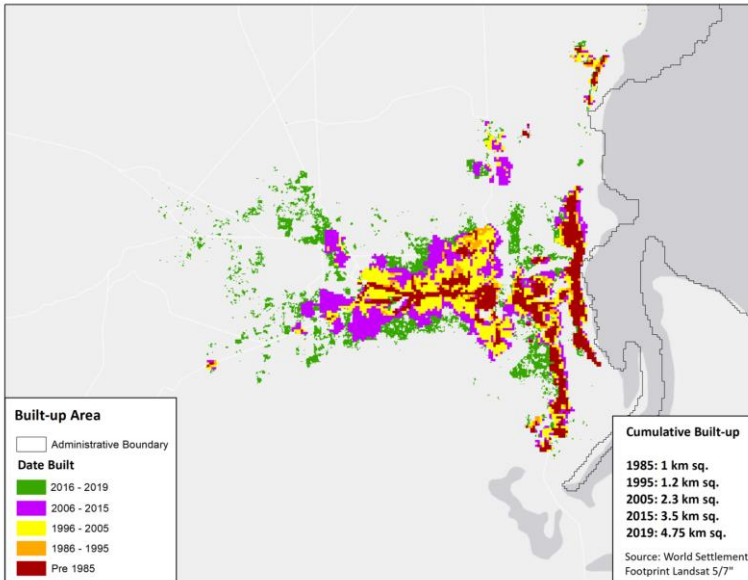 Built-up Area
Administrative Boundary
Date Built
2016 - 2019
2006 - 2015
1996 - 2005
1986 - 1995
Pre 1985
Cumulative Built-up
1985: 1 km sq.
1995: 1.2 km sq.
2005: 2.3 km sq.
2015: 3.5 km sq.
2019: 4.75 km sq.
Source: World Settlement
Footprint Landsat 5/7"